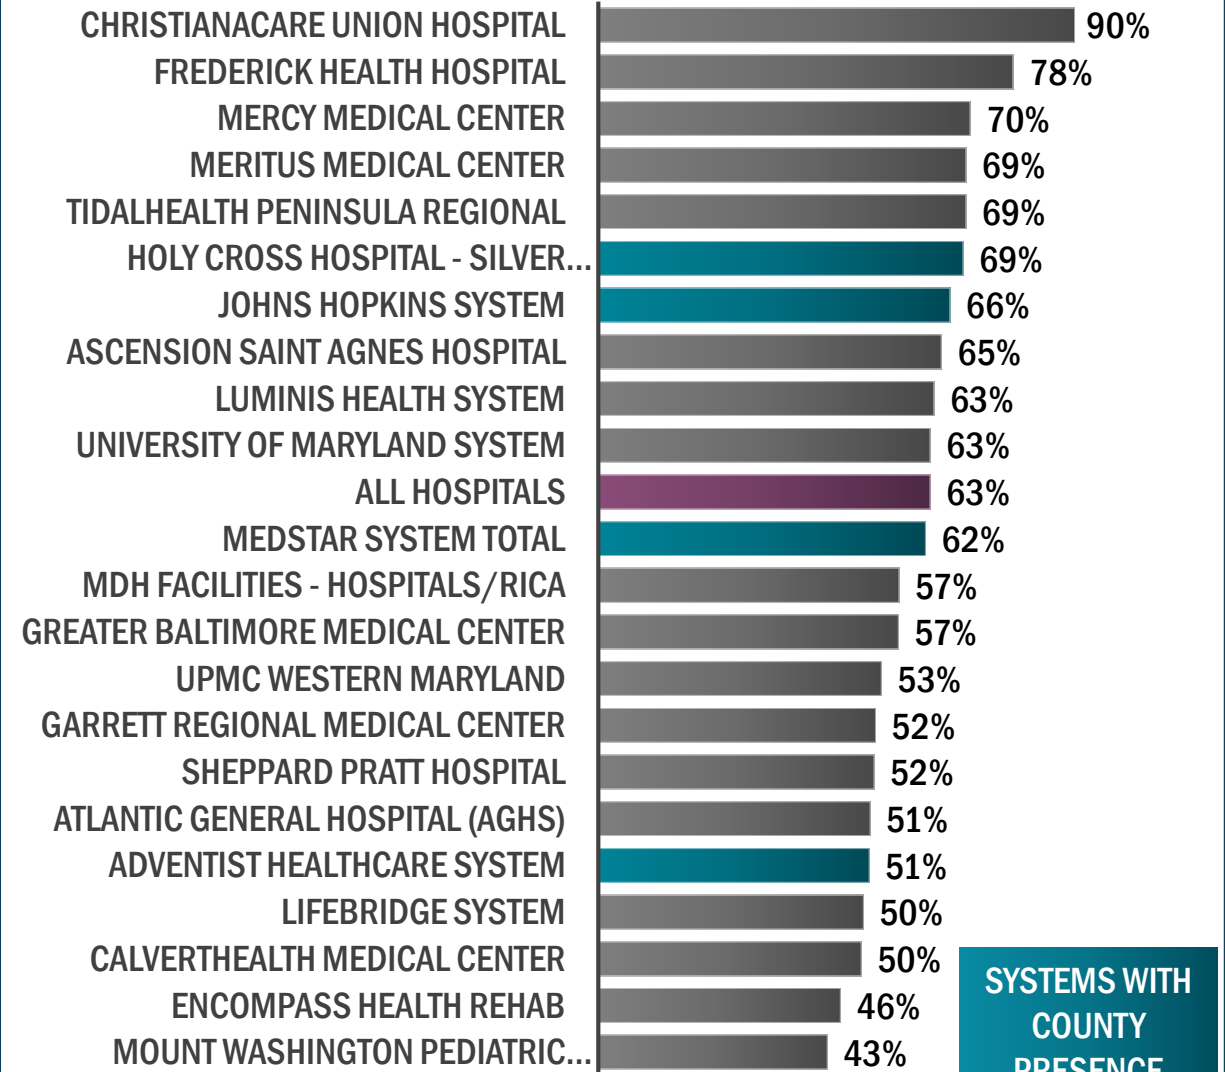 CHRISTIANACARE UNION HOSPITAL 90%
FREDERICK HEALTH HOSPITAL 78%
MERCY MEDICAL CENTER 70%
MERITUS MEDICAL CENTER 69%
TIDALHEALTH PENINSULA REGIONAL 69%
HOLY CROSS HOSPITAL - SILVER... 69%
JOHNS HOPKINS SYSTEM 66%
ASCENSION SAINT AGNES HOSPITAL 65%
LUMINIS HEALTH SYSTEM 63%
UNIVERSITY OF MARYLAND SYSTEM 63%
ALL HOSPITALS 63%
MEDSTAR SYSTEM TOTAL 62%
MDH FACILITIES - HOSPITALS/RICA 57%
GREATER BALTIMORE MEDICAL CENTER 57%
UPMC WESTERN MARYLAND 53%
GARRETT REGIONAL MEDICAL CENTER 52%
SHEPPARD PRATT HOSPITAL 52%
ATLANTIC GENERAL HOSPITAL (AGHS) 51%
ADVENTIST HEALTHCARE SYSTEM 51%
LIFEBRIDGE SYSTEM 50%
CALVERTHEALTH MEDICAL CENTER 50%
ENCOMPASS HEALTH REHAB 46%
MOUNT WASHINGTON PEDIATRIC... 43%
SYSTEMS WITH
COUNTY
PRESENCE